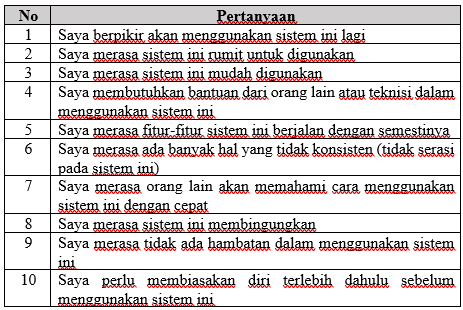 No Pertanyaan
1 Saya berpikir akan menggunakan sistem ini lagi
2 Saya merasa sistem ini rumit untuk digunakan
3 Saya merasa sistem ini mudah digunakan
4 Saya membutuhkan bantuan dari orang lain atau teknisi dalam
menggunakan sistem ini
5 Saya merasa fitur-fitur sistem ini berjalan dengan semestinya
6 Saya merasa ada banyak hal yang tidak konsisten (tidak serasi
pada sistem ini)
7 Saya merasa orang lain akan memahami cara menggunakan
sistem ini dengan cepat
8 Saya merasa sistem ini membingungkan
9 Saya merasa tidak ada hambatan dalam menggunakan sistem
ini
10 Saya perlu membiasakan diri terlebih dahulu sebelum
menggunakan sistem ini